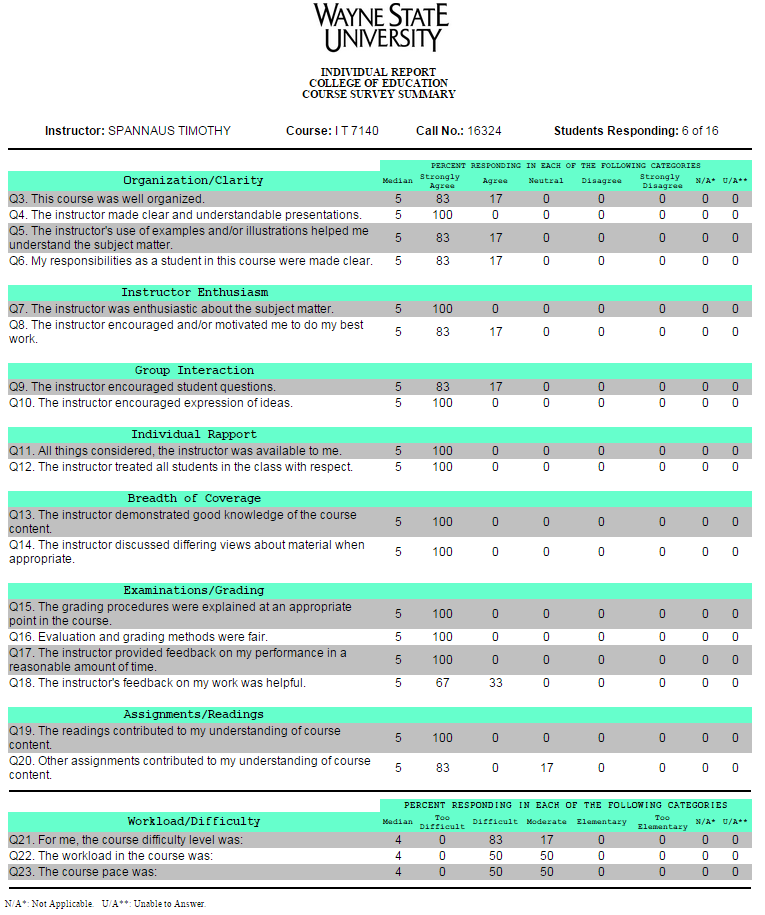 WAYNE STATE
UNIVERSITY
INDIVIDUAL REPORT
COLLEGE OF EDUCATION
COURSE SURVEY SUMMARY
Instructor: SPANNAUS TIMOTHY Course: I T 7140 Call No.: 16324 Students Responding: 6 of 16
PERCENT RESPONDING IN EACH OF THE FOLLOWING CATEGORIES
Organization/Clarity Median Strongly Agree Agree Neutral Disagree Strongly Disagree N/A* U/A**
Q3. This course was well organized. 5 83 17 0 0 0 0 0
Q4. The instructor made clear and understandable presentations. 5 100 0 0 0 0 0 0
Q5. The instructor's use of examples and/or illustrations helped me
understand the subject matter. 5 83 17 0 0 0 0 0
Q6. My responsibilities as a student in this course were made clear. 5 83 17 0 0 0 0 0
Instructor Enthusiasm
Q7. The instructor was enthusiastic about the subject matter. 5 100 0 0 0 0 0 0
Q8. The instructor encouraged and/or motivated me to do my best
work. 5 83 17 0 0 0 0 0
Group Interaction
Q9. The instructor encouraged student questions. 5 83 17 0 0 0 0 0
Q10. The instructor encouraged expression of ideas. 5 100 0 0 0 0 0 0
Individual Rapport
Q11. All things considered, the instructor was available to me. 5 100 0 0 0 0 0 0
Q12. The instructor treated all students in the class with respect. 5 100 0 0 0 0 0 0
Breadth of Coverage
Q13. The instructor demonstrated good knowledge of the course
content. 5 100 0 0 0 0 0 0
Q14. The instructor discussed differing views about material when
appropriate. 5 100 0 0 0 0 0 0
Examinations/Grading
Q15. The grading procedures were explained at an appropriate
point in the course. 5 100 0 0 0 0 0 0
Q16. Evaluation and grading methods were fair. 5 100 0 0 0 0 0 0
Q17. The instructor provided feedback on my performance in a
reasonable amount of time. 5 100 0 0 0 0 0 0
Q18. The instructor's feedback on my work was helpful. 5 67 33 0 0 0 0 0
Assignments/Readings
Q19. The readings contributed to my understanding of course
content. 5 100 0 0 0 0 0 0
Q20. Other assignments contributed to my understanding of course
content. 5 83 0 17 0 0 0 0
PERCENT RESPONDING IN EACH OF THE FOLLOWING CATEGORIES
Workload/Difficulty Median Too Difficult Difficult Moderate Elementary Too Elementary N/A* U/A**
Q21. For me, the course difficulty level was: 4 0 83 17 0 0 0 0
Q22. The workload in the course was: 4 0 50 50 0 0 0 0
Q23. The course pace was: 4 0 50 50 0 0 0 0
N/A*: Not Applicable. U/A**: Unable to Answer.